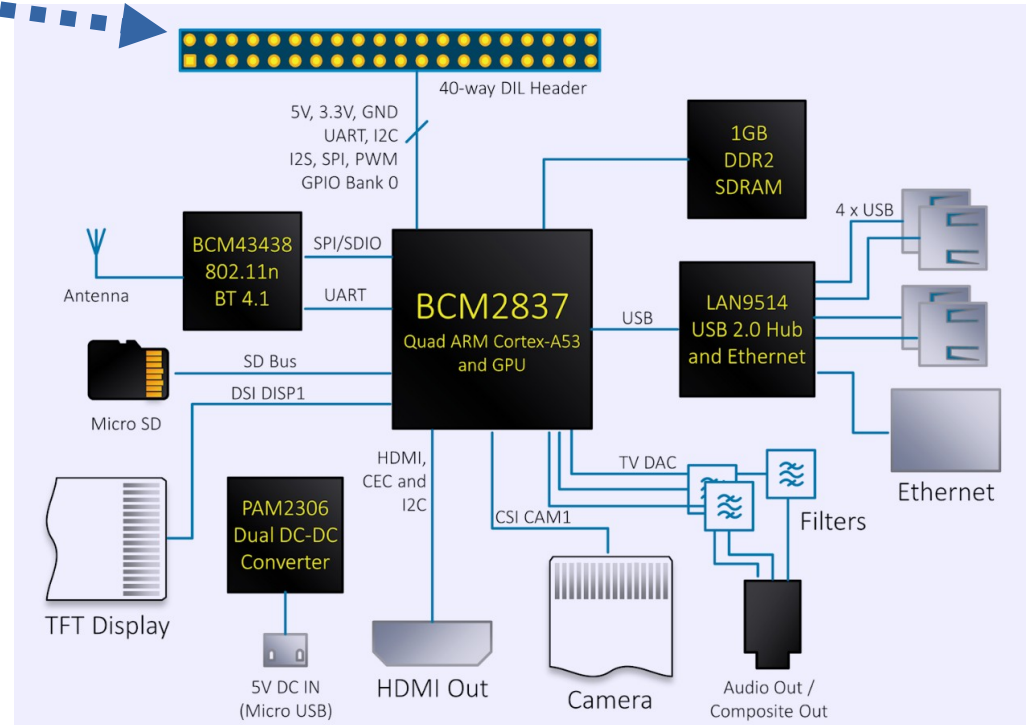 40-way DIL Header
5V, 3.3V, GND
UART, I2C
I2S, SPI, PWM
GPIO Bank 0
1GB
DDR2
SDRAM
4 x USB
BCM43438
802.11n
BT 4.1
SPI/SDIO
UART
Antenna
BCM2837
Quad ARM Cortex-A53
and GPU
USB
LAN9514
USB 2.0 Hub
and Ethernet
SD Bus
DSI DISP1
Micro SD
HDMI,
CEC and
I2C
TV DAC
CSI CAM1
Filters
Ethernet
PAM2306
Dual DC-DC
Converter
TFT Display
5V DC IN
(Micro USB)
HDMI Out
Camera
Audio Out /
Composite Out